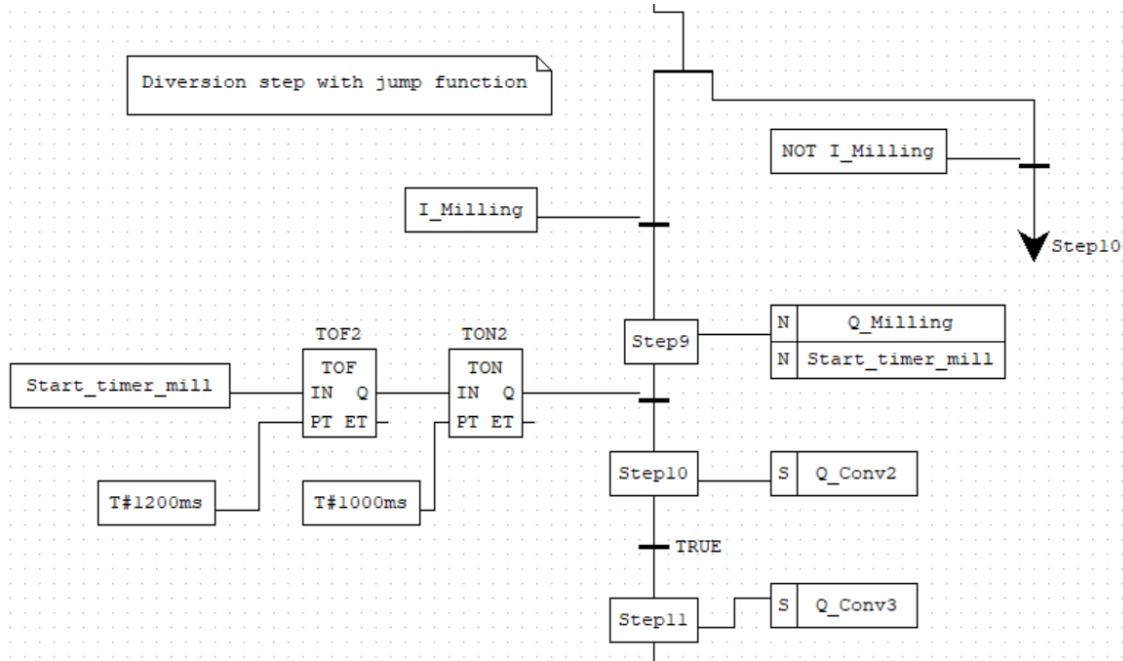 Diversion step with jump function
NOT I_Milling
I_Milling
Step10
TOF2
TON2
N Q_Milling
N Start_timer_mill
Step9
Start_timer_mill
TOF
IN Q
PT ET
TON
IN Q
PT ET
T#1200ms
T#1000ms
Step10
S Q_Conv2
TRUE
Step11
S Q_Conv3